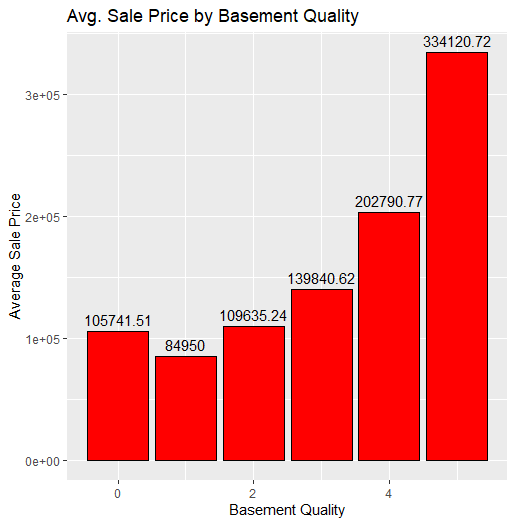 Avg. Sale Price by Basement Quality
334120.72
3e+05
202790.77
2e+05
139840.62
109635.24
105741.51
84950
1e+05
0e+00
Average Sale Price
0 2 4
Basement Quality